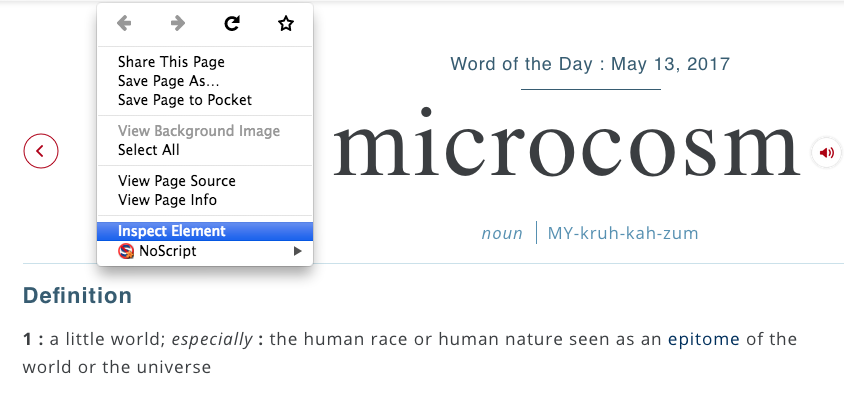 Share This Page
Save Page As...
Save Page to Pocket
View Background Image
Select All
View Page Source
View Page Info
Inspect Element
NoScript
Word of the Day : May 13, 2017
microcosm
noun | MY-kruh-kah-zum
Definition
1 : a little world; especially : the human race or human nature seen as an epitome of the
world or the universe